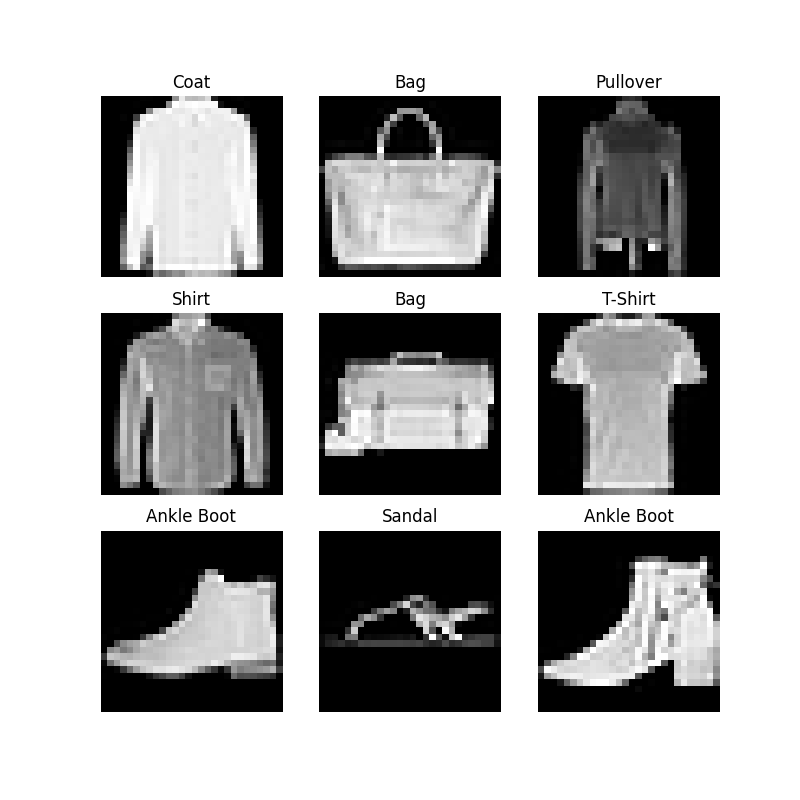 Coat
Bag
Pullover
Shirt
Bag
T-Shirt
Ankle Boot
Sandal
Ankle Boot